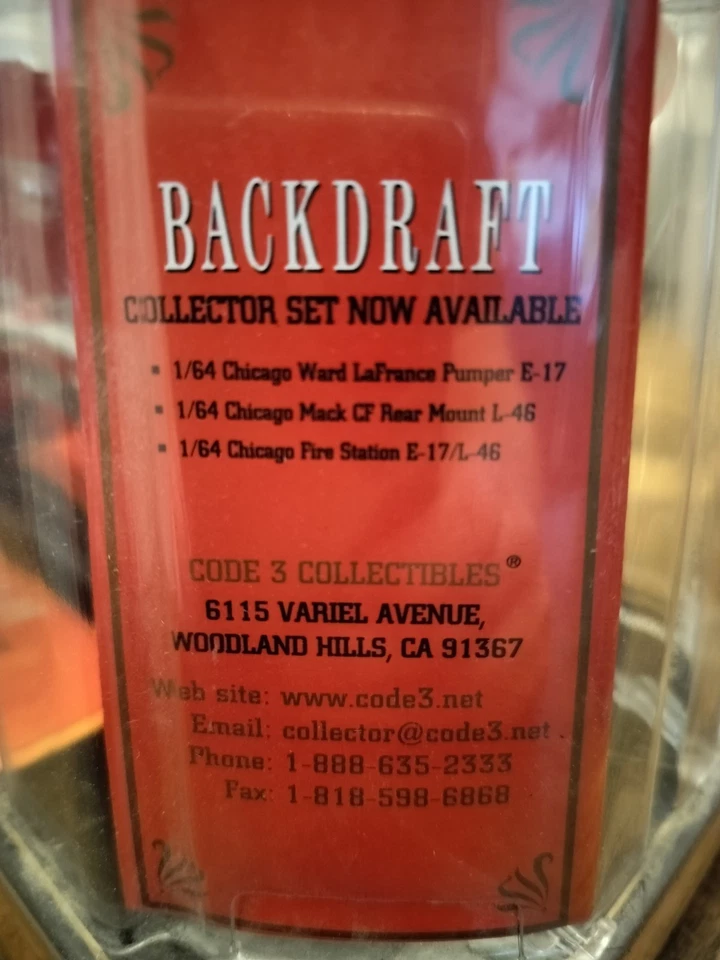 BACKDRAFT
COLLECTOR SET NOW AVAILABLE
▪ 1/64 Chicago Ward LaFrance Pumper E-17
▪ 1/64 Chicago Mack CF Rear Mount L-46
▪ 1/64 Chicago Fire Station E-17/L-46
CODE 3 COLLECTIBLES®
6115 VARIEL AVENUE,
WOODLAND HILLS, CA 91367
Web site: www.code3.net
Email: collector@code3.net
Phone: 1-888-635-2333
Fax: 1-818-598-6868